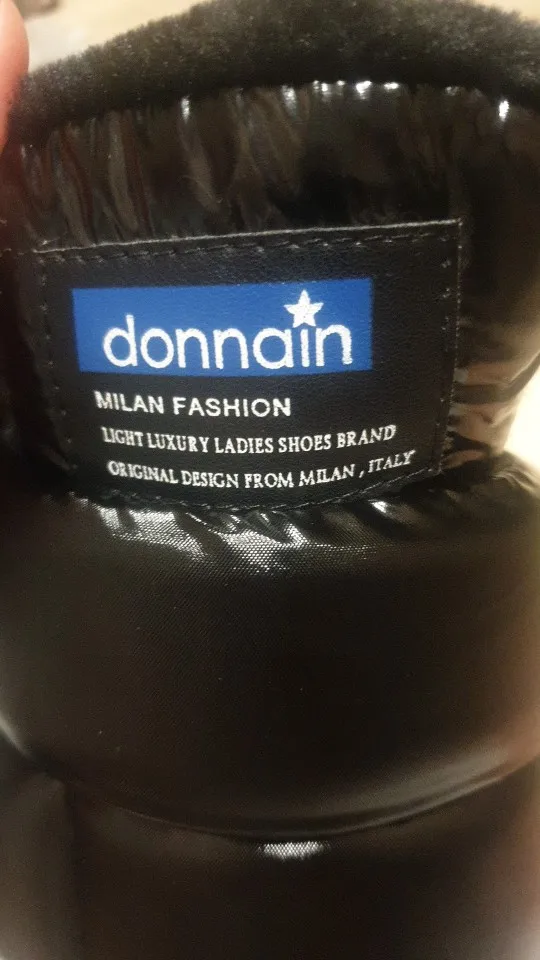 donnain
MILAN FASHION
LIGHT LUXURY LADIES SHOES BRAND
ORIGINAL DESIGN FROM MILAN , ITALY